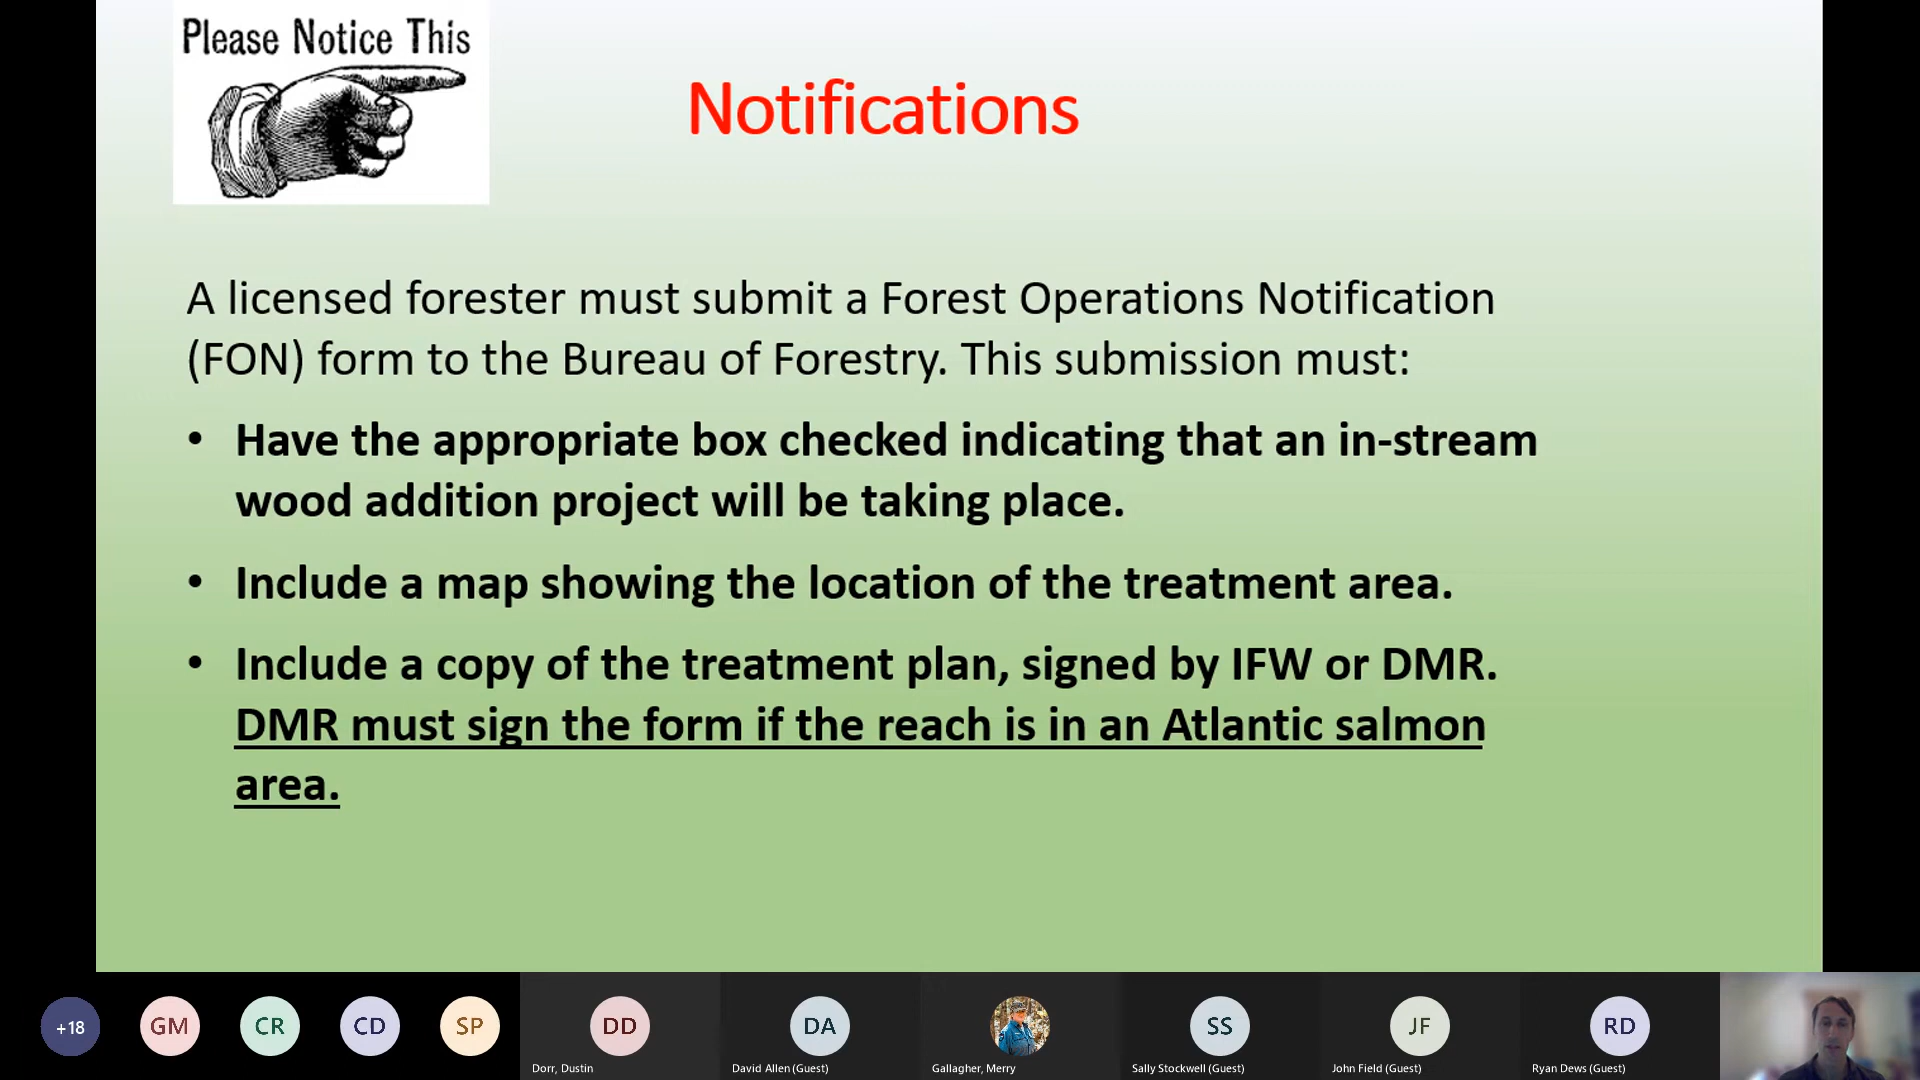 Please Notice This
Notifications
A licensed forester must submit a Forest Operations Notification
(FON) form to the Bureau of Forestry. This submission must:
• Have the appropriate box checked indicating that an in-stream
wood addition project will be taking place.
• Include a map showing the location of the treatment area.
• Include a copy of the treatment plan, signed by IFW or DMR.
DMR must sign the form if the reach is in an Atlantic salmon
area.
+18
GM
CR
CD
SP
DD
DA
SS
JF
RD
Dorr, Dustin
David Allen (Guest)
Gallagher, Merry
Sally Stockwell (Guest)
John Field (Guest)
Ryan Dews (Guest)